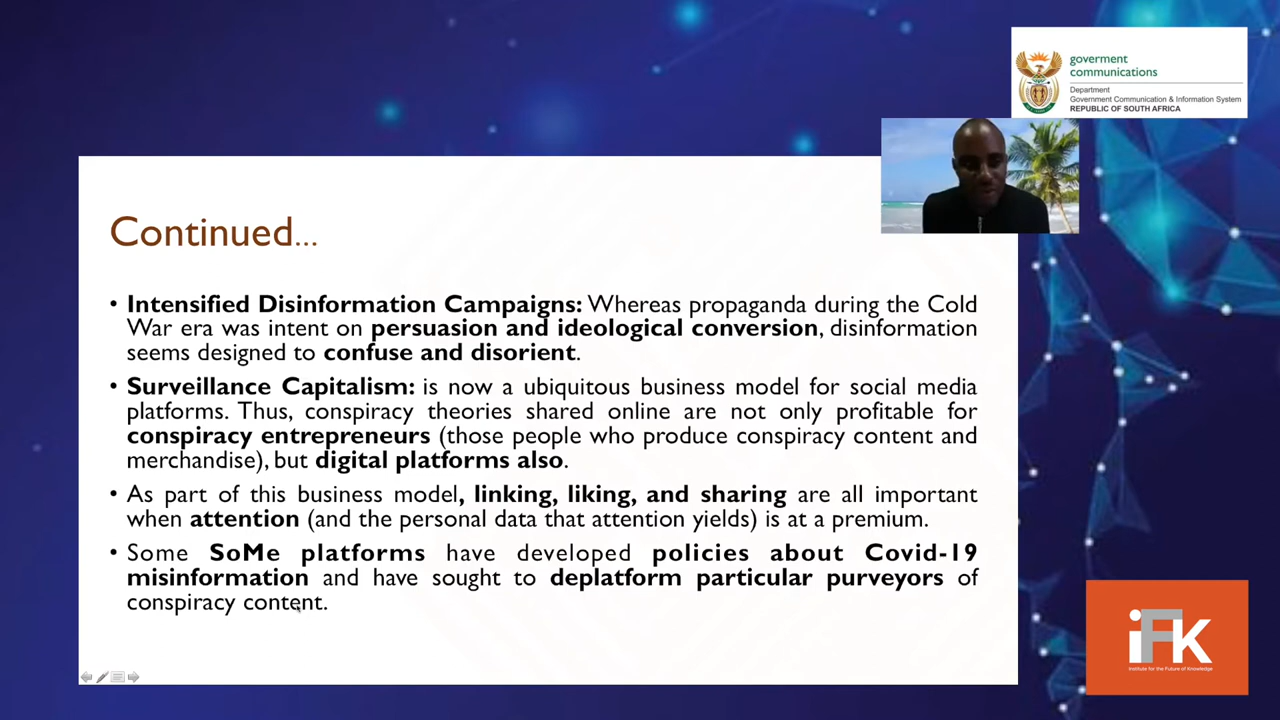 goverment
communications
Department
Government Communication & Information System
REPUBLIC OF SOUTH AFRICA
Continued...
• Intensified Disinformation Campaigns: Whereas propaganda during the Cold
War era was intent on persuasion and ideological conversion, disinformation
seems designed to confuse and disorient.
• Surveillance Capitalism: is now a ubiquitous business model for social media
platforms. Thus, conspiracy theories shared online are not only profitable for
conspiracy entrepreneurs (those people who produce conspiracy content and
merchandise), but digital platforms also.
• As part of this business model, linking, liking, and sharing are all important
when attention (and the personal data that attention yields) is at a premium.
• Some SoMe platforms have developed policies about Covid-19
misinformation and have sought to deplatform particular purveyors of
conspiracy content.
iFK
Institute for the Future of Knowledge